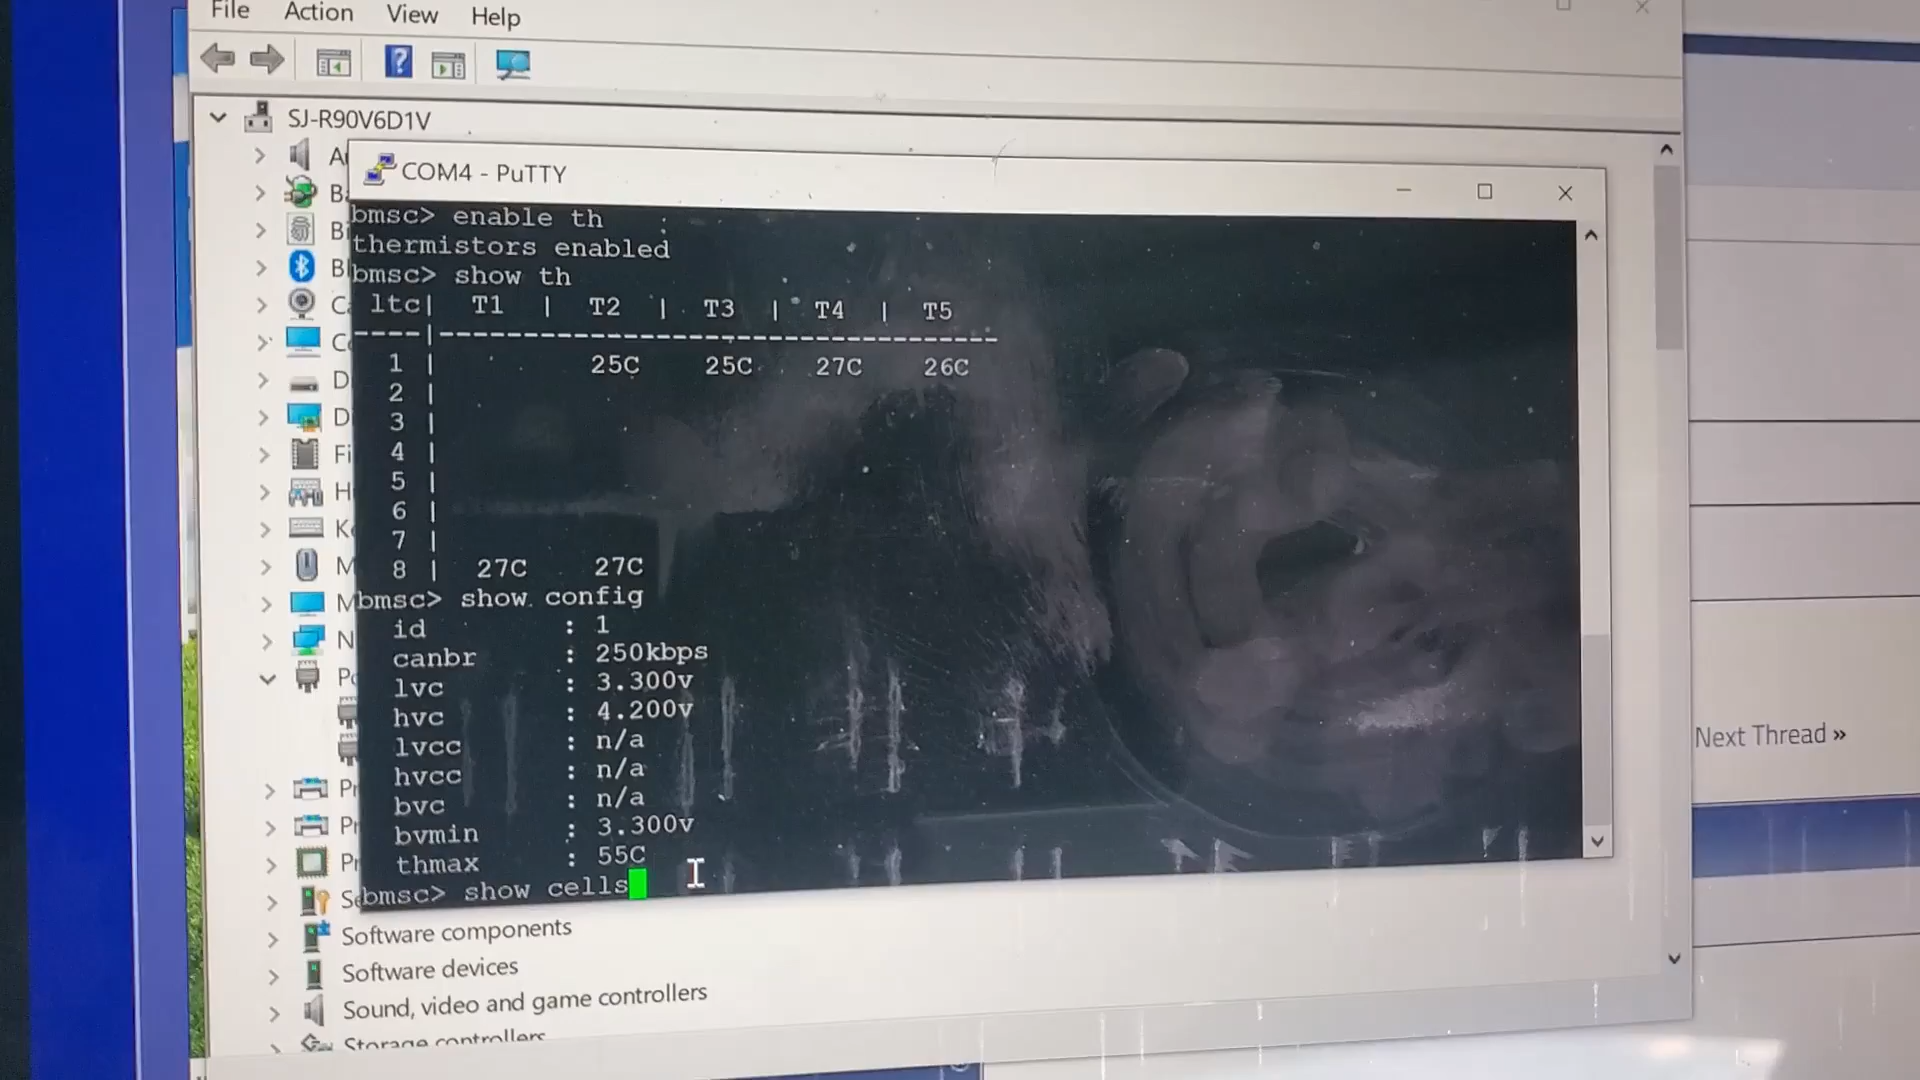 File Action View Help
SJ-R90V6D1V
COM4 - PuTTY
bmsc> enable th
thermistors enabled
bmsc> show th
ltc| T1 | T2 | T3 | T4 | T5
----|---------------------------------
1 | 25C 25C 27C 26C
2 |
3 |
4 |
5 |
6 |
7 |
8 | 27C 27C
bmsc> show config
id : 1
canbr : 250kbps
lvc : 3.300v
hvc : 4.200v
lvcc : n/a
hvcc : n/a
bvc : n/a
bvmin : 3.300v
thmax : 55C
bmsc> show cells
Software components
Software devices
Sound, video and game controllers
Storage controllers
Next Thread »